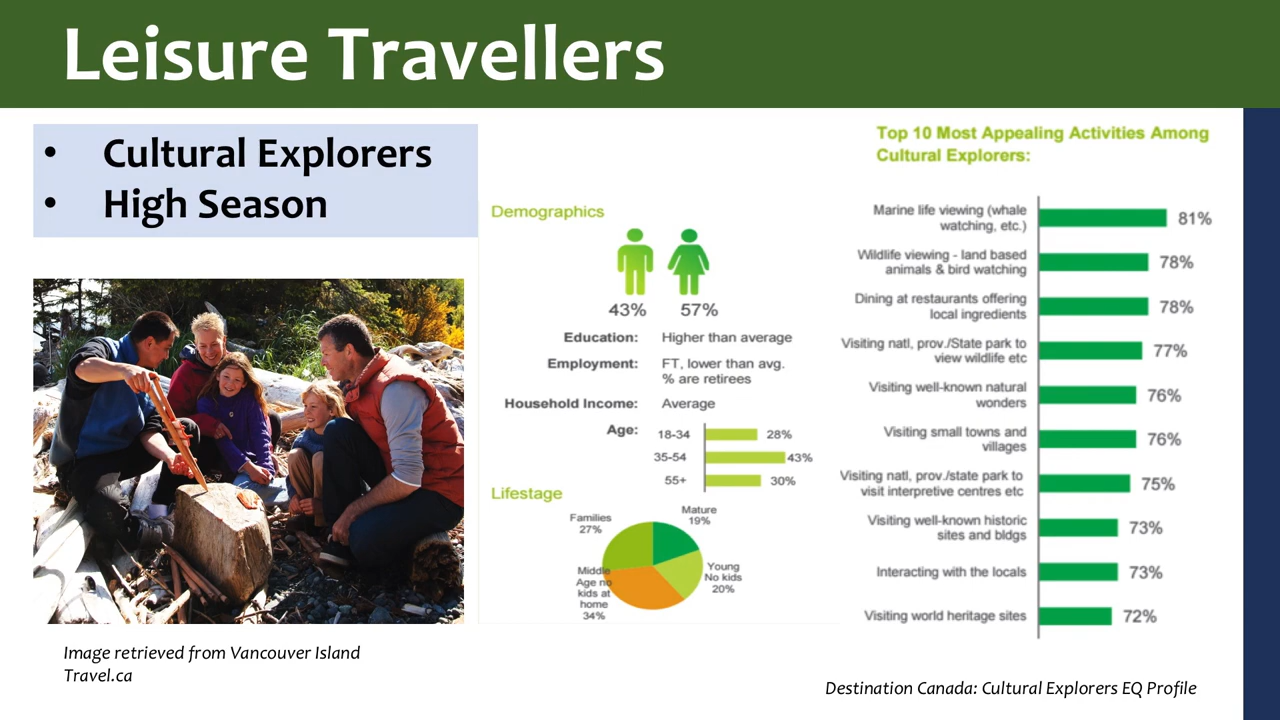 Leisure Travellers
• Cultural Explorers
• High Season
Demographics
43% 57%
Education: Higher than average
Employment: FT, lower than avg.
% are retirees
Household Income: Average
Age:
18-34 28%
35-54 43%
55+ 30%
Lifestage
Families
27%
Mature
19%
Young
No kids
20%
Middle
Age no
kids at
home
34%
Top 10 Most Appealing Activities Among
Cultural Explorers:
Marine life viewing (whale
watching, etc.) 81%
Wildlife viewing - land based
animals & bird watching 78%
Dining at restaurants offering
local ingredients 78%
Visiting natl, prov./State park to
view wildlife etc 77%
Visiting well-known natural
wonders 76%
Visiting small towns and
villages 76%
Visiting natl, prov./state park to
visit interpretive centres etc 75%
Visiting well-known historic
sites and bldgs 73%
Interacting with the locals 73%
Visiting world heritage sites 72%
Image retrieved from Vancouver Island
Travel.ca
Destination Canada: Cultural Explorers EQ Profile